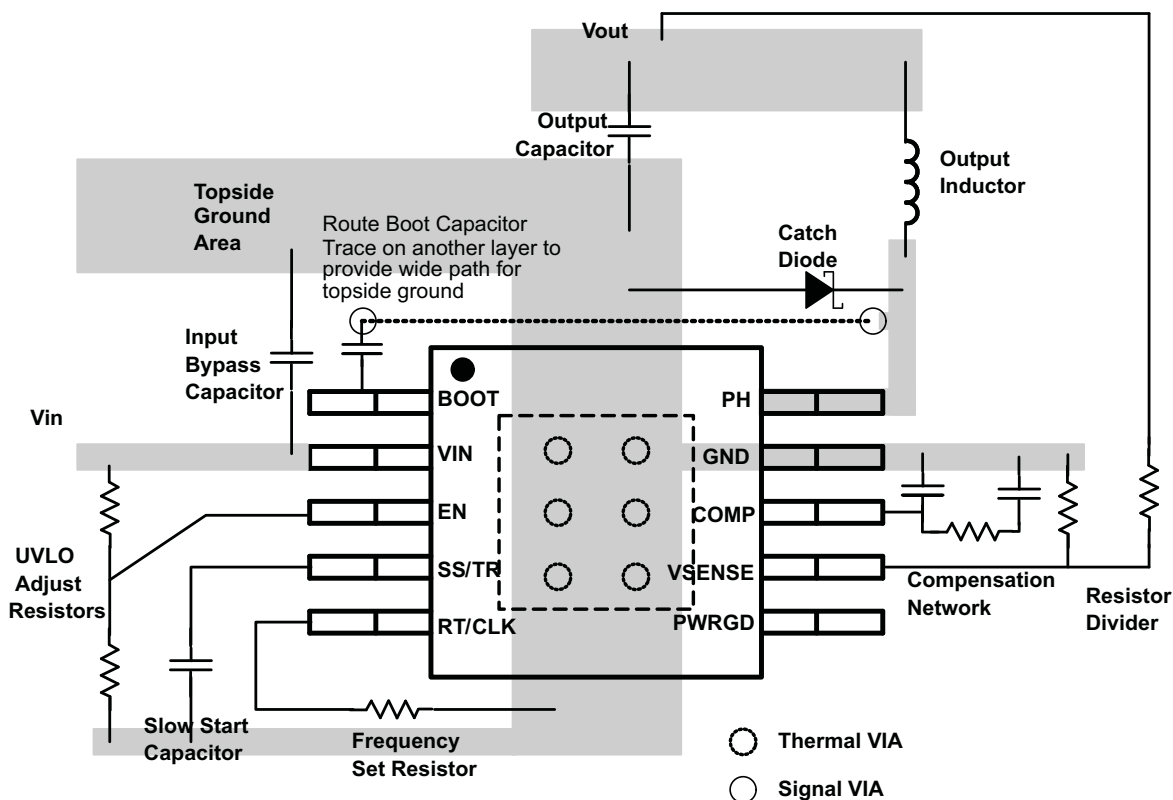 Vout
Output
Capacitor
Output
Inductor
Topside
Ground
Area
Route Boot Capacitor
Trace on another layer to
provide wide path for
topside ground
Catch
Diode
Input
Bypass
Capacitor
Vin
BOOT
VIN
EN
SS/TR
RT/CLK
PH
GND
COMP
VSENSE
PWRGD
UVLO
Adjust
Resistors
Compensation
Network
Resistor
Divider
Slow Start
Capacitor
Frequency
Set Resistor
Thermal VIA
Signal VIA